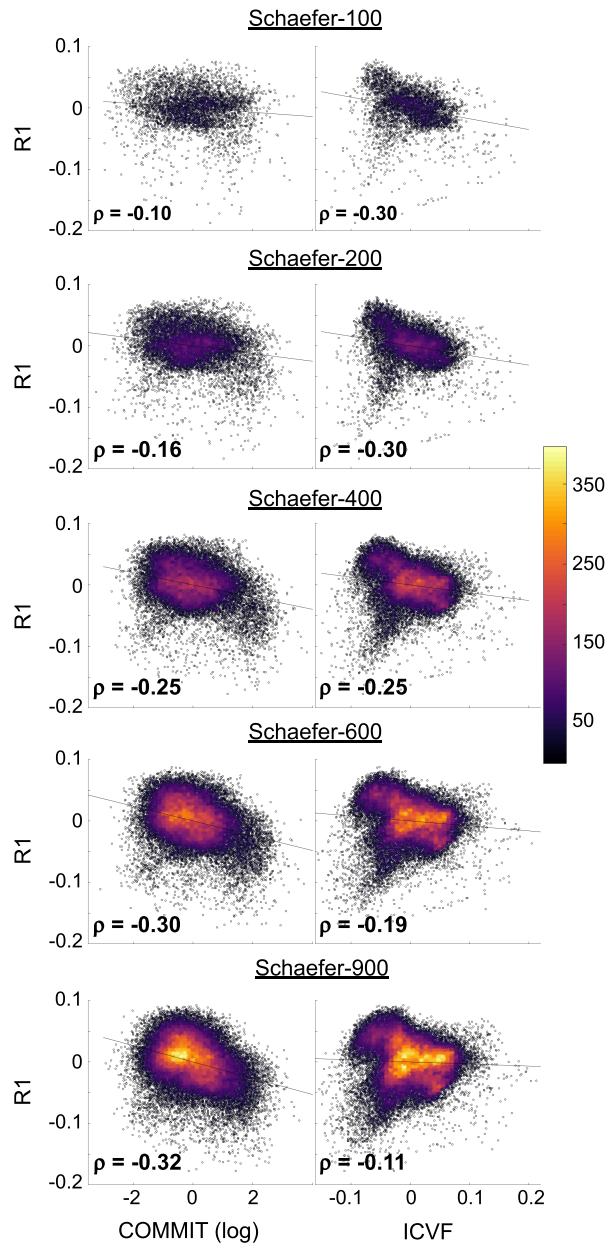 Schaefer-100
0.1
0
-0.1
-0.2
R1
ρ = -0.10
ρ = -0.30
Schaefer-200
0.1
0
-0.1
-0.2
R1
ρ = -0.16
ρ = -0.30
Schaefer-400
0.1
0
-0.1
-0.2
R1
ρ = -0.25
ρ = -0.25
350
250
150
50
Schaefer-600
0.1
0
-0.1
-0.2
R1
ρ = -0.30
ρ = -0.19
Schaefer-900
0.1
0
-0.1
-0.2
R1
ρ = -0.32
ρ = -0.11
-2 0 2 -0.1 0 0.1 0.2
COMMIT (log) ICVF